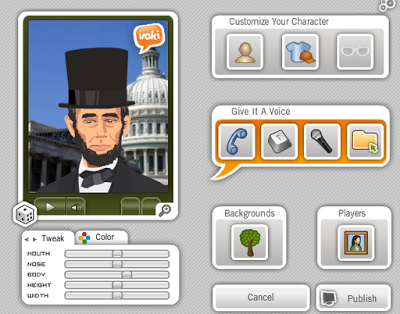 voki
Customize Your Character
Give It A Voice
Tweak
Color
MOUTH
NOSE
BODY
HEIGHT
WIDTH
Backgrounds
Players
Cancel
Publish